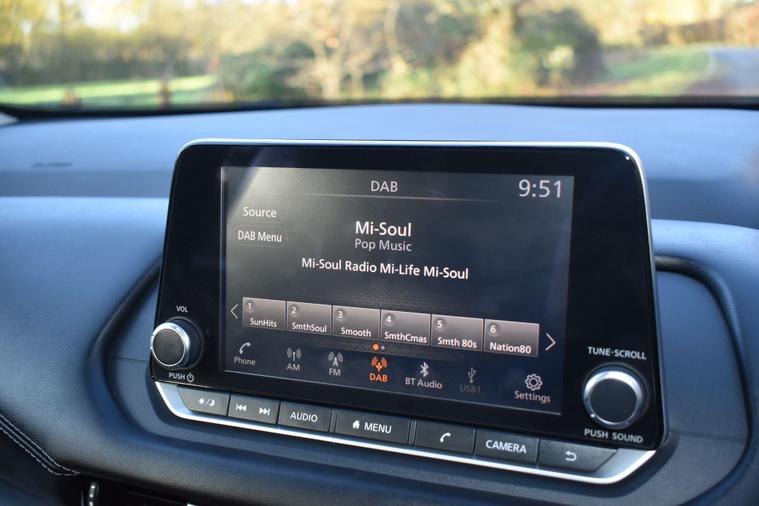 DAB
9:51
Source
Mi-Soul
Pop Music
DAB Menu
Mi-Soul Radio Mi-Life Mi-Soul
1
SunHits
2
SmthSoul
3
Smooth
4
SmthCmas
5
Smth 80s
6
Nation80
Phone
AM
FM
DAB
BT Audio
USB1
Settings
VOL
PUSH
TUNE·SCROLL
PUSH SOUND
AUDIO
MENU
CAMERA